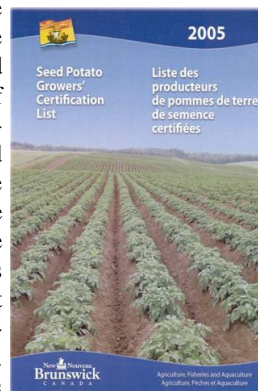 2005
Seed Potato
Growers'
Certification
List
Liste des
producteurs
de pommes de terre
de semence
certifiées
New Nouveau
Brunswick
CANADA
Agriculture, Fisheries and Aquaculture
Agriculture, Pêches et Aquaculture